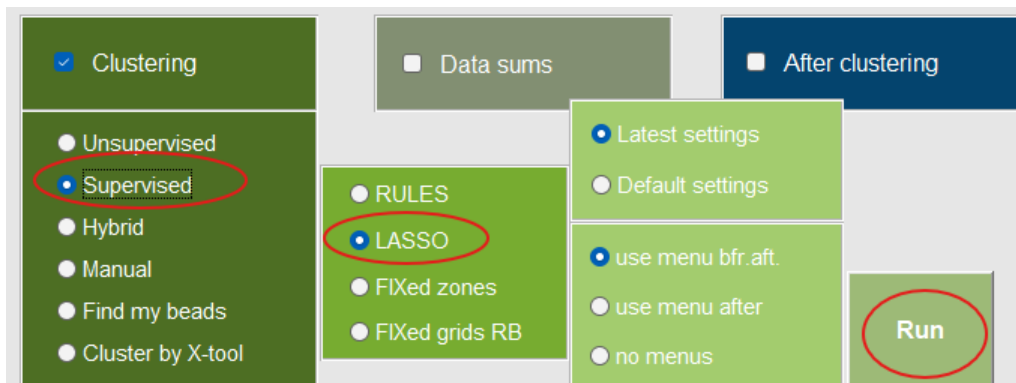 Clustering
Data sums
After clustering
Unsupervised
Supervised
Hybrid
Manual
Find my beads
Cluster by X-tool
RULES
LASSO
FIXed zones
FIXed grids RB
Latest settings
Default settings
use menu bfr.aft.
use menu after
no menus
Run